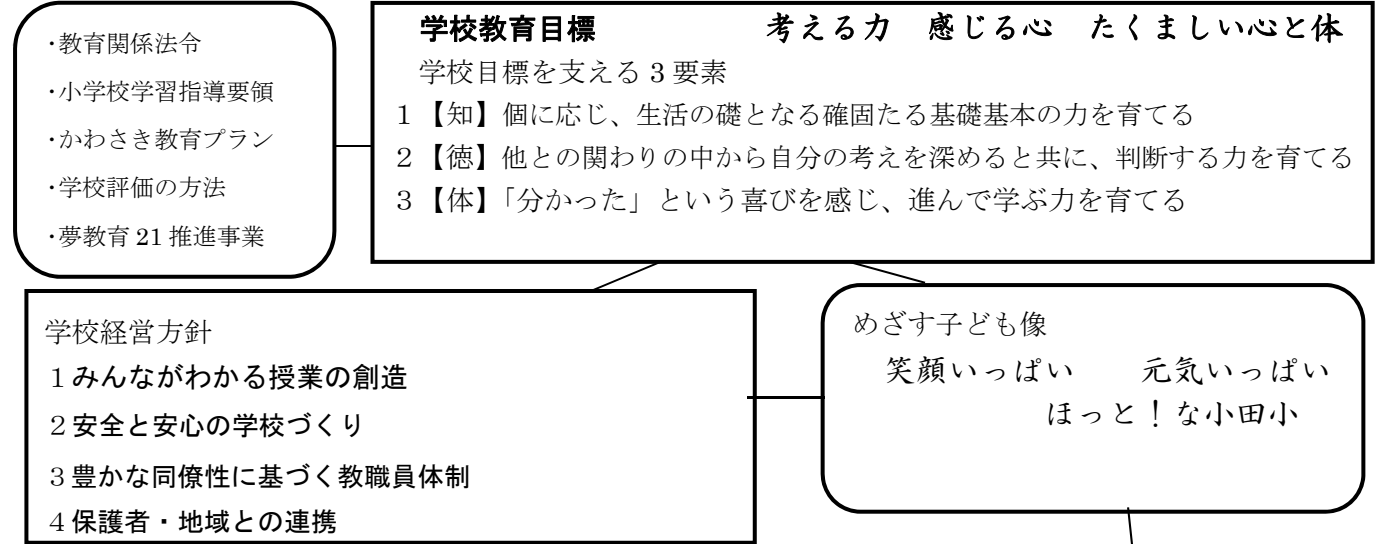 ・教育関係法令
・小学校学習指導要領
・かわさき教育プラン
・学校評価の方法
・夢教育 21 推進事業
学校教育目標　考える力　感じる心　たくましい心と体
学校目標を支える 3 要素
1【知】個に応じ、生活の礎となる確固たる基礎基本の力を育てる
2【徳】他との関わりの中から自分の考えを深めると共に、判断する力を育てる
3【体】「分かった」という喜びを感じ、進んで学ぶ力を育てる
学校経営方針
1 みんながわかる授業の創造
2 安全と安心の学校づくり
3 豊かな同僚性に基づく教職員体制
4 保護者・地域との連携
めざす子ども像
笑顔いっぱい　元気いっぱい
ほっと！な小田小